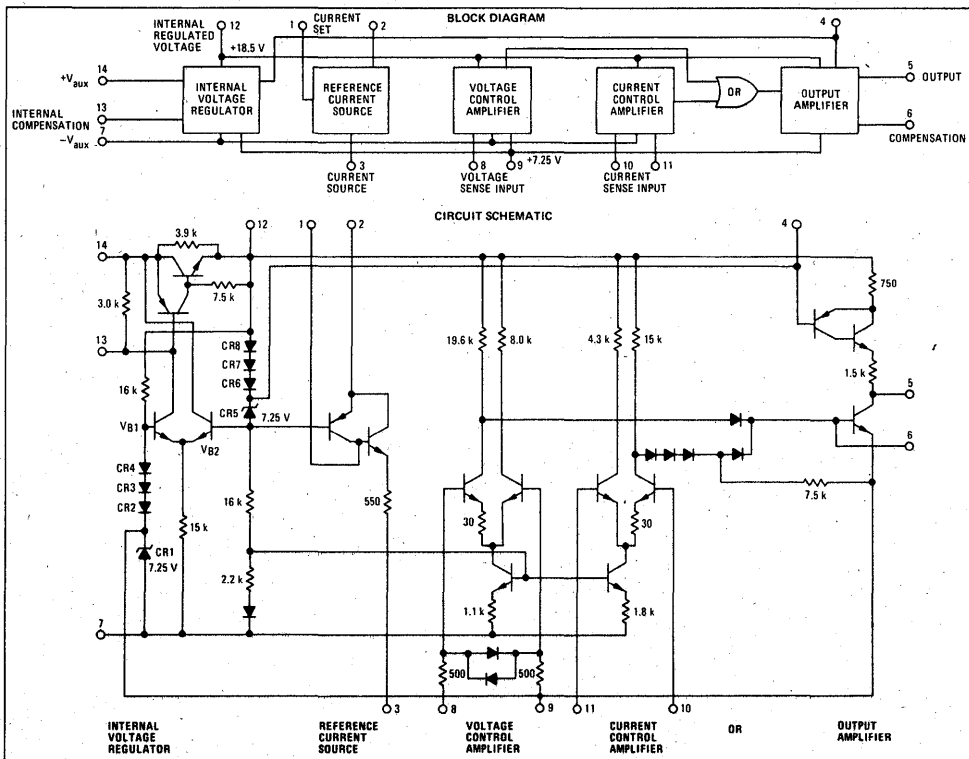 BLOCK DIAGRAM
INTERNAL
REGULATED
VOLTAGE
12
1
CURRENT
SET
2
4
+18.5 V
14
+Vaux
INTERNAL
VOLTAGE
REGULATOR
REFERENCE
CURRENT
SOURCE
VOLTAGE
CONTROL
AMPLIFIER
CURRENT
CONTROL
AMPLIFIER
OR
OUTPUT
AMPLIFIER
5
OUTPUT
13
INTERNAL
COMPENSATION
7
−Vaux
6
COMPENSATION
3
CURRENT
SOURCE
8
9
+7.25 V
VOLTAGE
SENSE INPUT
10
11
CURRENT
SENSE INPUT
CIRCUIT SCHEMATIC
14
3.9 k
12
1
2
4
3.0 k
7.5 k
750
13
CR8
CR7
CR6
CR5
7.25 V
19.6 k
8.0 k
4.3 k
15 k
1.5 k
5
16 k
VB1
VB2
6
CR4
CR3
CR2
550
7.5 k
16 k
30
30
15 k
CR1
7.25 V
2.2 k
1.1 k
1.8 k
7
500
500
3
8
9
11
10
INTERNAL
VOLTAGE
REGULATOR
REFERENCE
CURRENT
SOURCE
VOLTAGE
CONTROL
AMPLIFIER
CURRENT
CONTROL
AMPLIFIER
OR
OUTPUT
AMPLIFIER